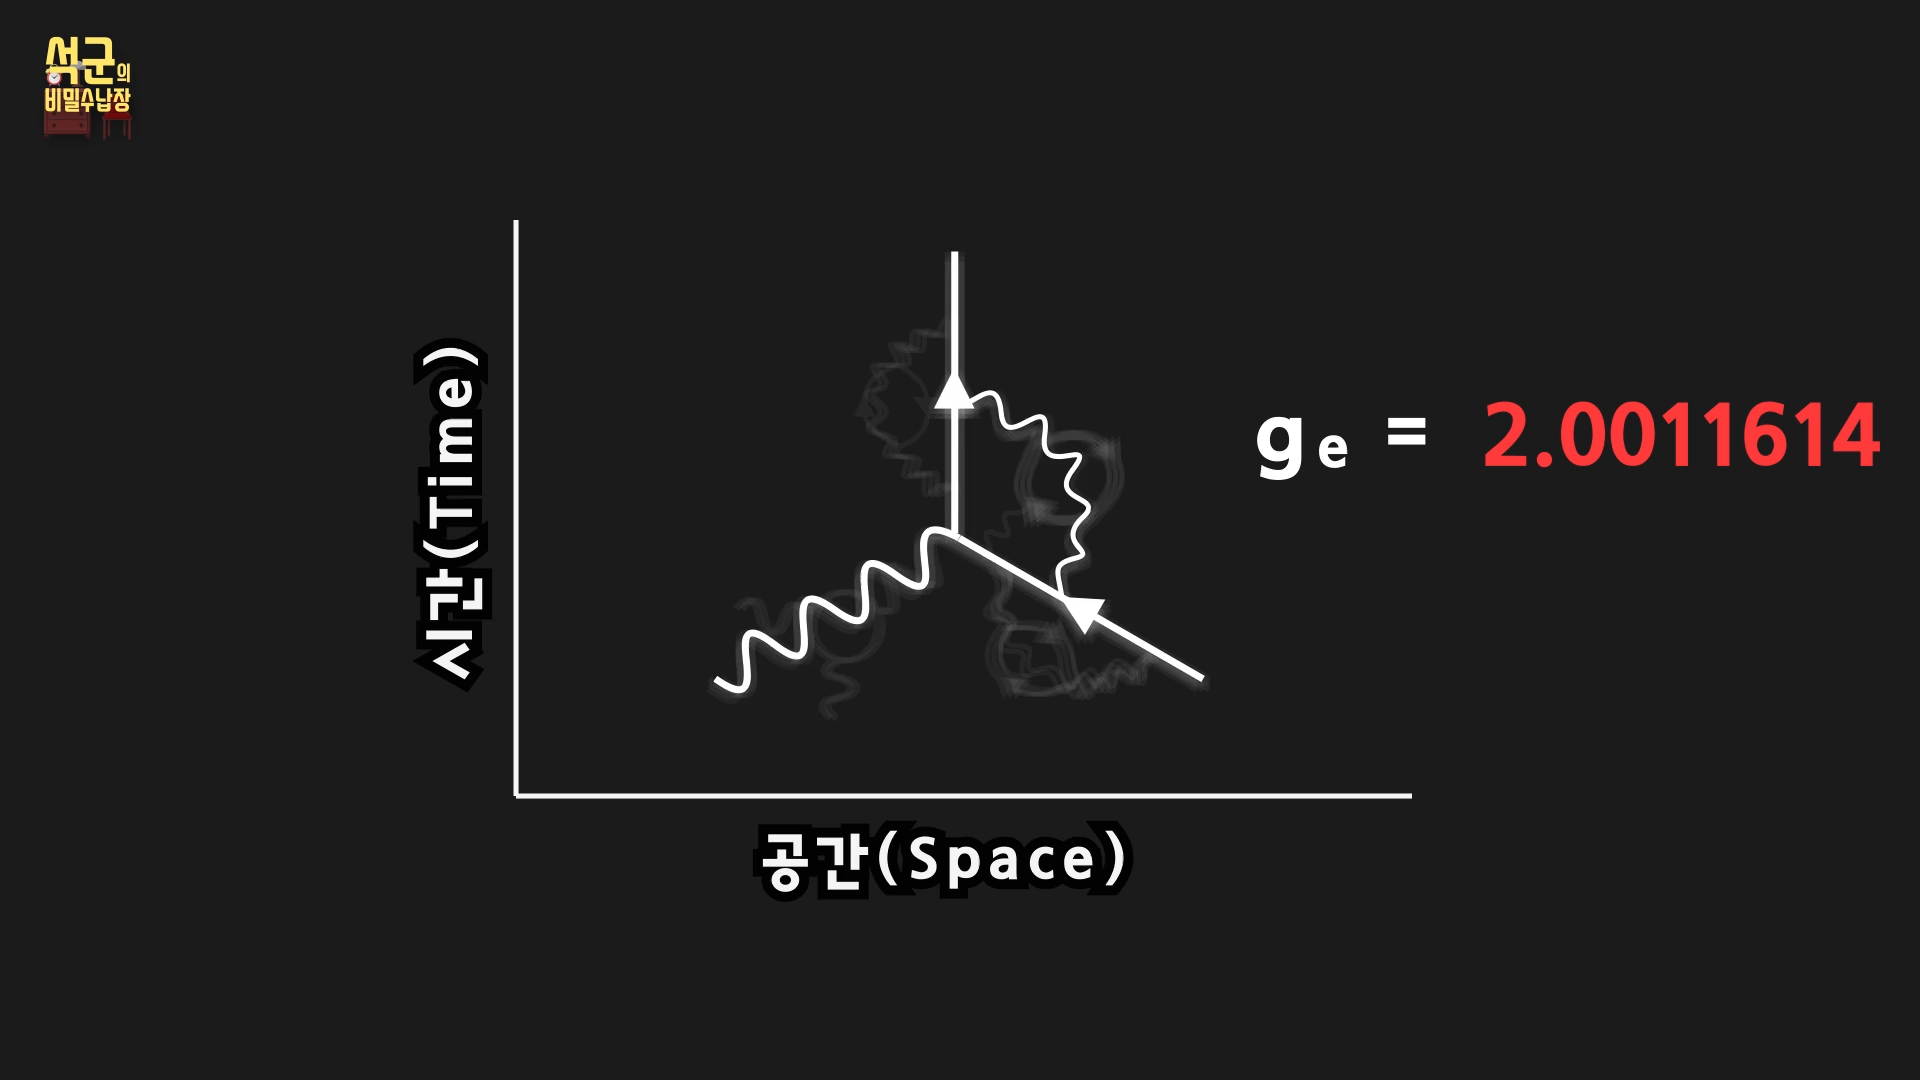 석군의
비밀수납장
시간(Time)
gₑ = 2.0011614
공간(Space)